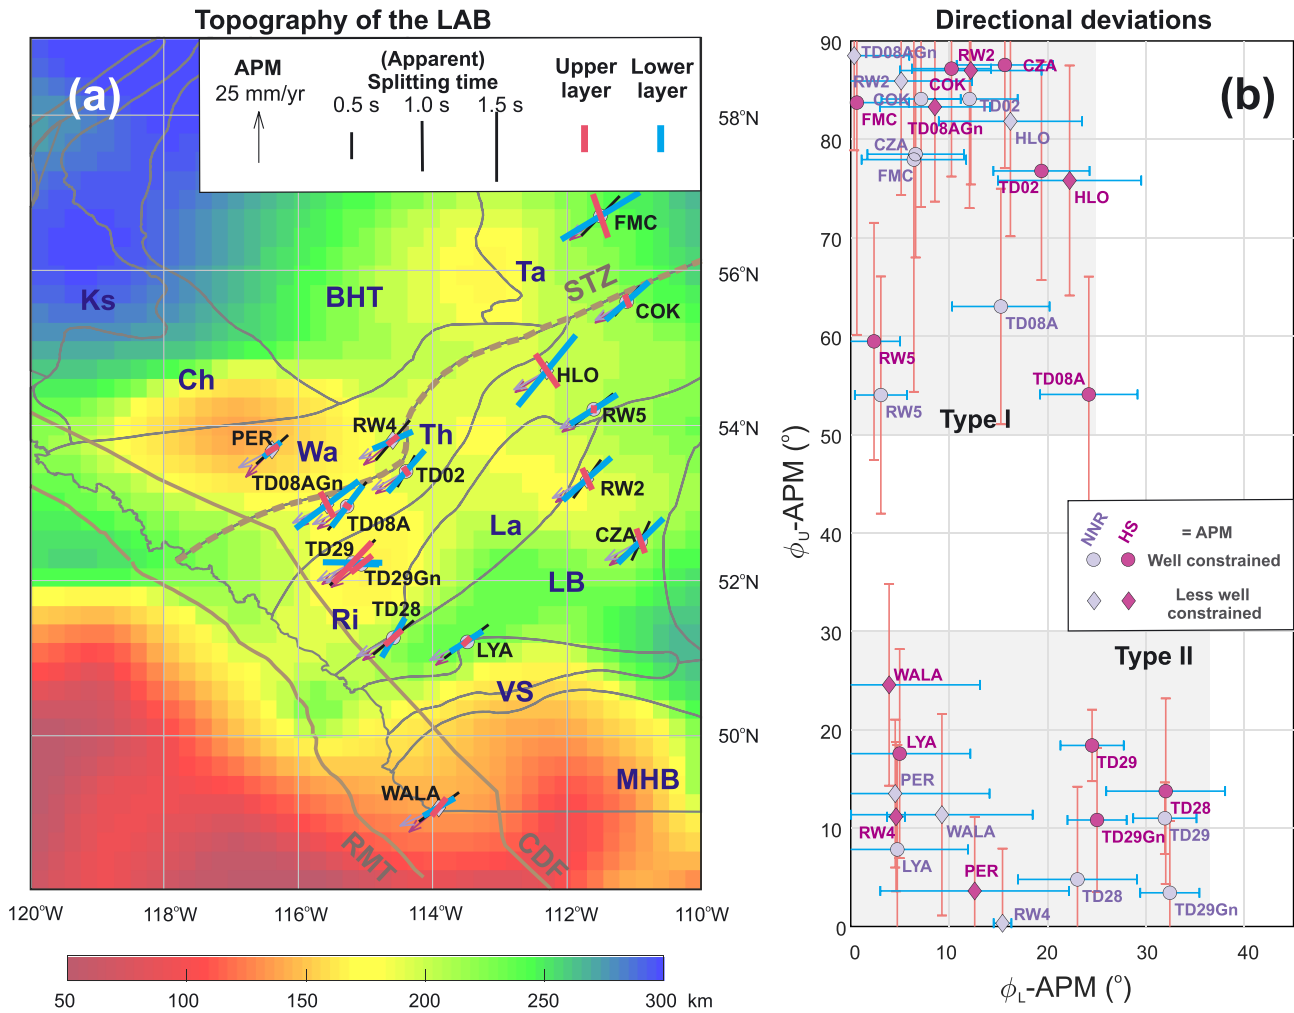 Topography of the LAB
(a)
APM
25 mm/yr
(Apparent)
Splitting time
0.5 s
1.0 s
1.5 s
Upper
layer
Lower
layer
58°N
56°N
54°N
52°N
50°N
FMC
Ta
STZ
Ks
BHT
COK
HLO
Ch
RW5
RW4
PER
Wa
Th
TD02
TD08AGn
RW2
TD08A
La
CZA
TD29
TD29Gn
LB
TD28
Ri
LYA
VS
MHB
WALA
RMT
CDF
120°W
118°W
116°W
114°W
112°W
110°W
50
100
150
200
250
300
km
Directional deviations
(b)
90
80
70
60
50
40
30
20
10
0
ϕU-APM (°)
TD08AGn
RW2
CZA
RW2
COK
COK
TD02
FMC
TD08AGn
HLO
CZA
FMC
TD02
HLO
TD08A
RW5
TD08A
RW5
Type I
NNR
HS
= APM
Well constrained
Less well
constrained
Type II
WALA
LYA
TD29
PER
TD28
RW4
WALA
TD29Gn
TD29
LYA
PER
TD28
RW4
TD29Gn
0
10
20
30
40
ϕL-APM (°)